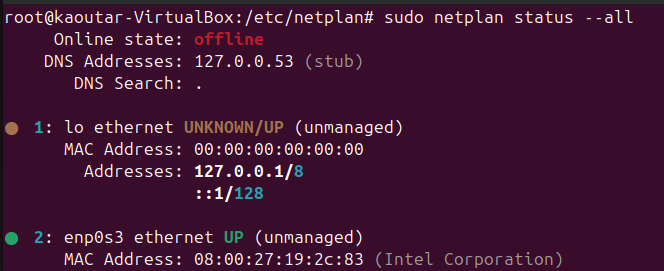 root@kaoutar-VirtualBox:/etc/netplan# sudo netplan status --all
Online state: offline
DNS Addresses: 127.0.0.53 (stub)
DNS Search: .
● 1: lo ethernet UNKNOWN/UP (unmanaged)
MAC Address: 00:00:00:00:00:00
Addresses: 127.0.0.1/8
::1/128
● 2: enp0s3 ethernet UP (unmanaged)
MAC Address: 08:00:27:19:2c:83 (Intel Corporation)